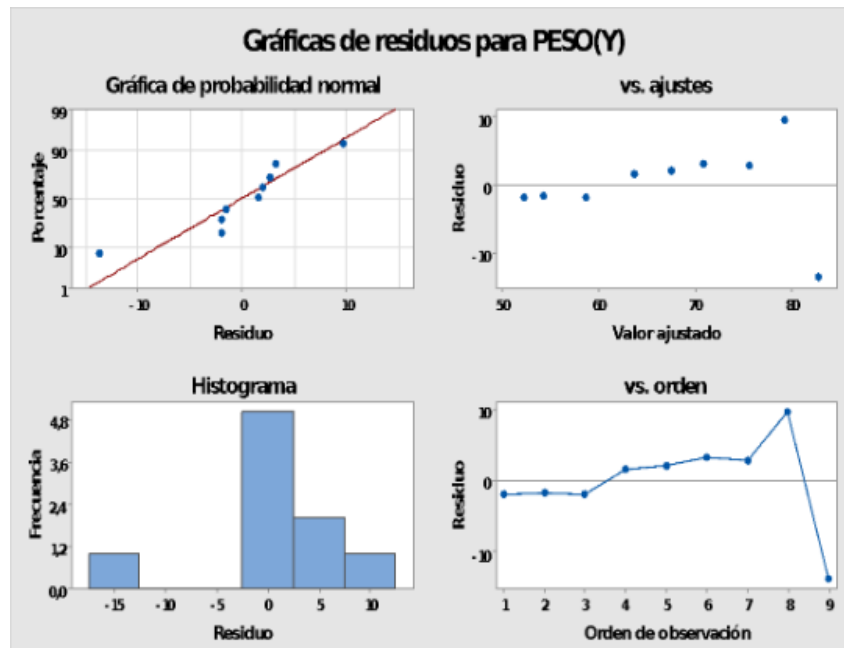 Gráficas de residuos para PESO(Y)
Gráfica de probabilidad normal
99
90
50
10
1
Porcentaje
-10
0
10
Residuo
vs. ajustes
10
0
-10
Residuo
50
60
70
80
Valor ajustado
Histograma
4,8
3,6
2,4
1,2
0,0
Frecuencia
-15
-10
-5
0
5
10
Residuo
vs. orden
10
0
-10
Residuo
1
2
3
4
5
6
7
8
9
Orden de observación